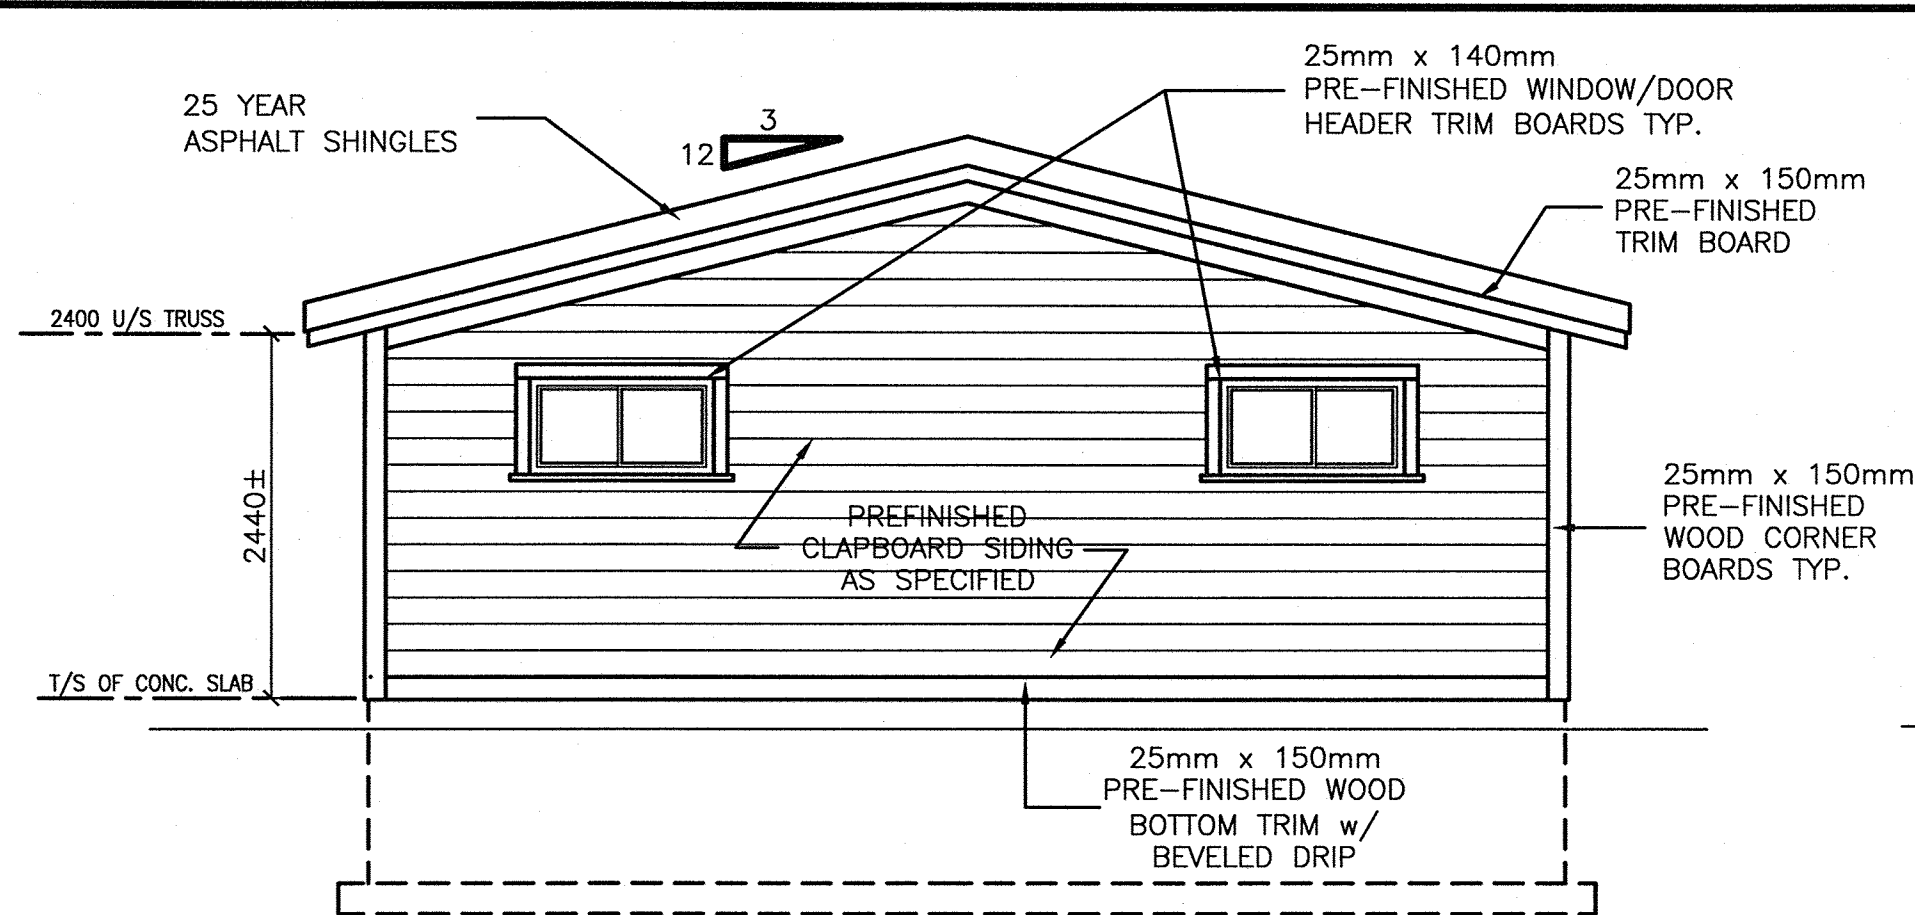 25 YEAR
ASPHALT SHINGLES
3
12
25mm x 140mm
PRE-FINISHED WINDOW/DOOR
HEADER TRIM BOARDS TYP.
25mm x 150mm
PRE-FINISHED
TRIM BOARD
2400 U/S TRUSS
2440±
PREFINISHED
CLAPBOARD SIDING
AS SPECIFIED
25mm x 150mm
PRE-FINISHED
WOOD CORNER
BOARDS TYP.
T/S OF CONC. SLAB
25mm x 150mm
PRE-FINISHED WOOD
BOTTOM TRIM w/
BEVELED DRIP